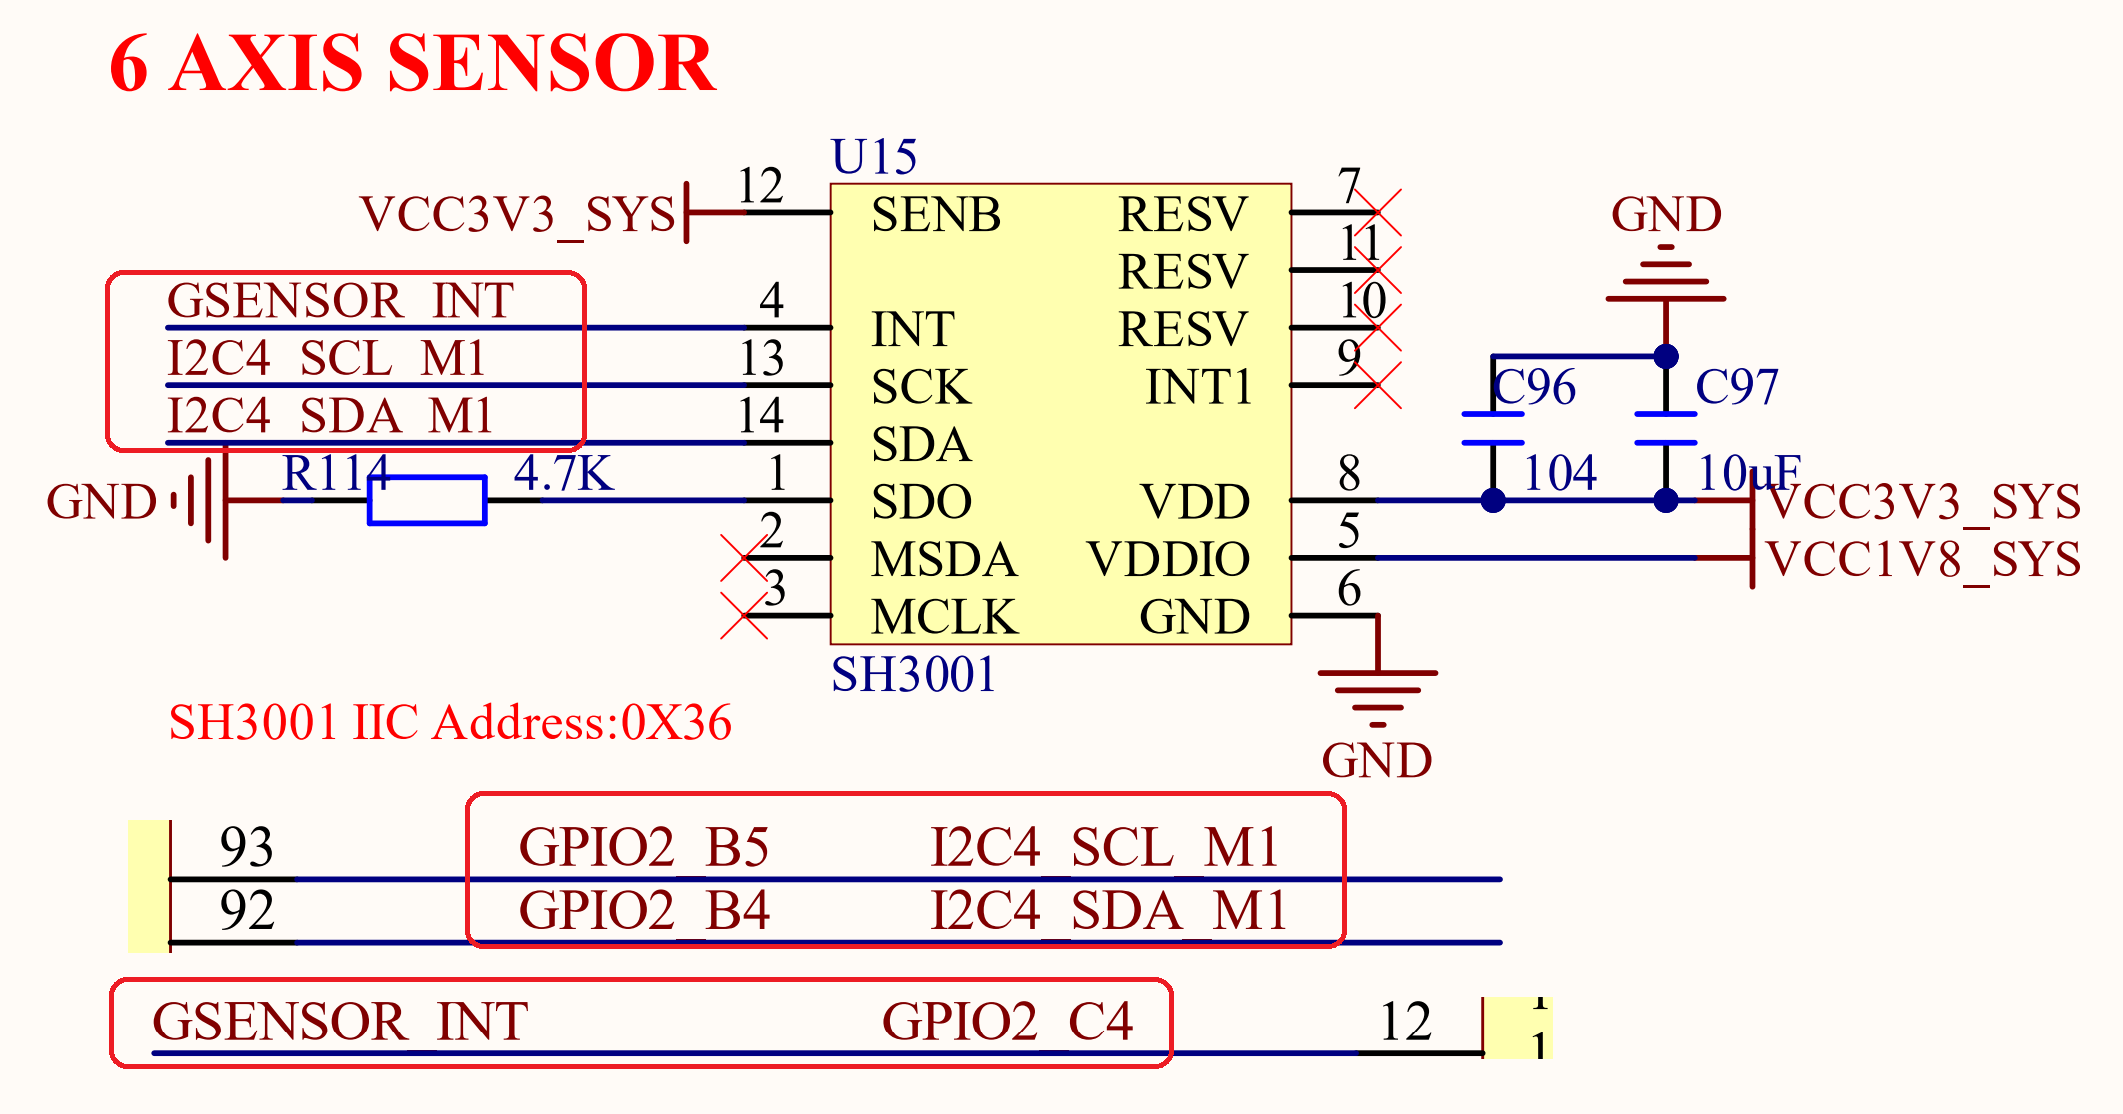 6 AXIS SENSOR
U15
VCC3V3_SYS 12 SENB RESV 7
RESV 11
GSENSOR_INT 4 INT RESV 10
I2C4_SCL_M1 13 SCK INT1 9
I2C4_SDA_M1 14 SDA
GND R114 4.7K 1 SDO VDD 8 VCC3V3_SYS
2 MSDA VDDIO 5 VCC1V8_SYS
3 MCLK GND 6
GND
C96 C97
104 10uF
SH3001
GND
SH3001 IIC Address:0X36
93 GPIO2_B5 I2C4_SCL_M1
92 GPIO2_B4 I2C4_SDA_M1
GSENSOR_INT GPIO2_C4 12
1